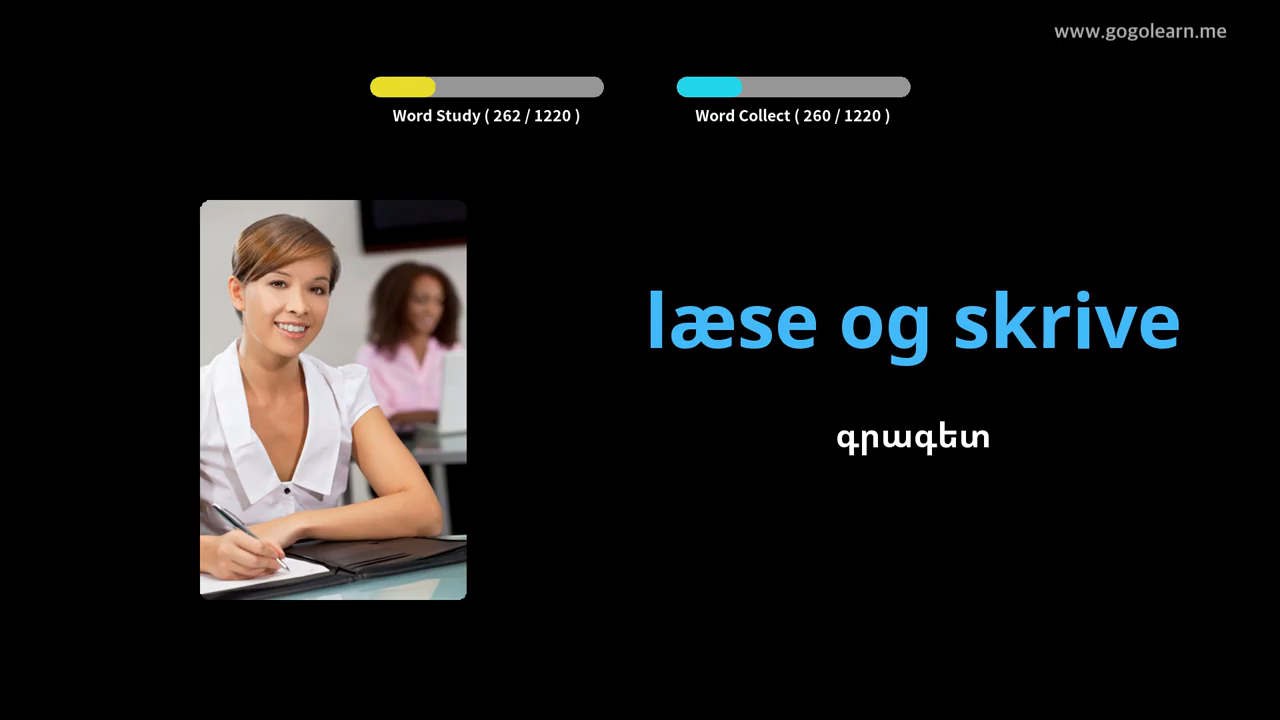 www.gogolearn.me
Word Study ( 262 / 1220 )
Word Collect ( 260 / 1220 )
læse og skrive
գրագետ